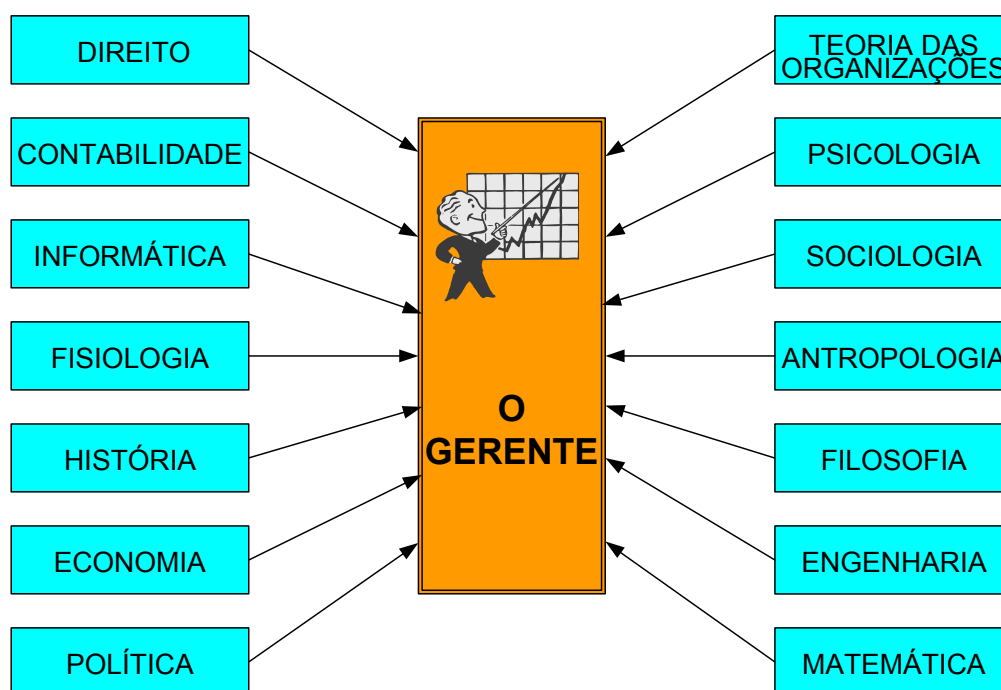 DIREITO
CONTABILIDADE
INFORMÁTICA
FISIOLOGIA
HISTÓRIA
ECONOMIA
POLÍTICA
O
GERENTE
TEORIA DAS
ORGANIZAÇÕES
PSICOLOGIA
SOCIOLOGIA
ANTROPOLOGIA
FILOSOFIA
ENGENHARIA
MATEMÁTICA